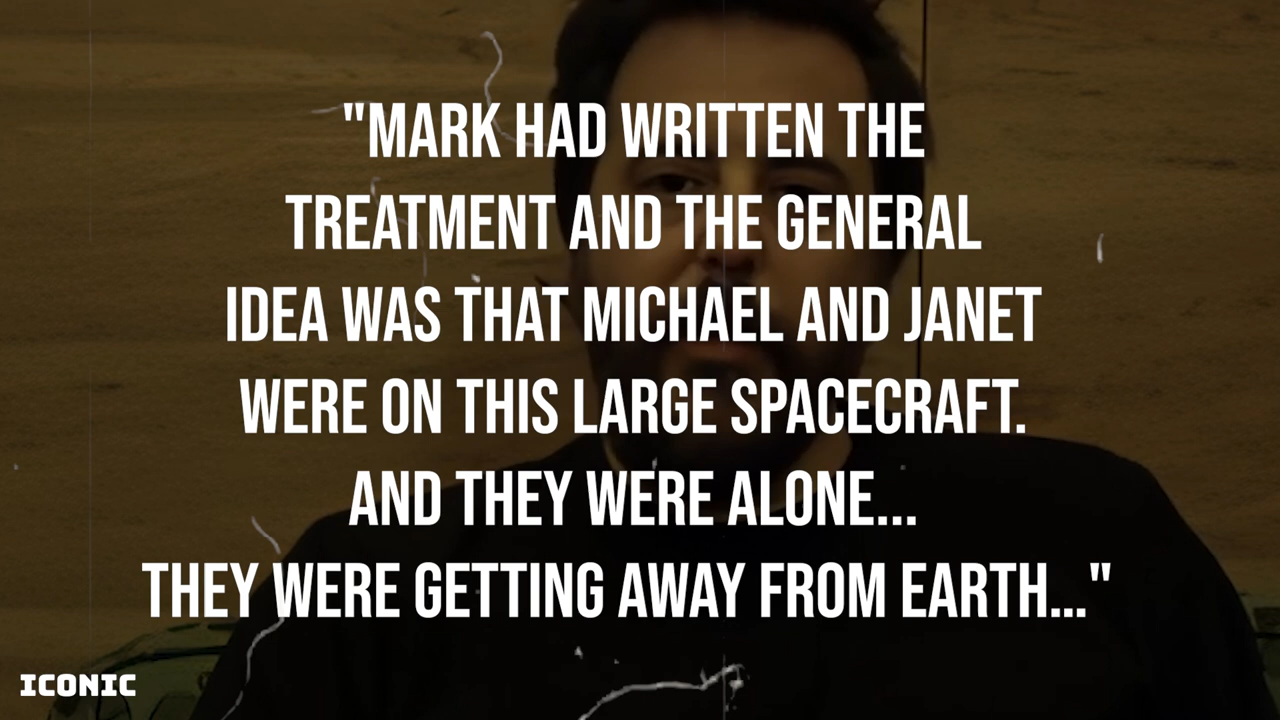 "MARK HAD WRITTEN THE
TREATMENT AND THE GENERAL
IDEA WAS THAT MICHAEL AND JANET
WERE ON THIS LARGE SPACECRAFT.
AND THEY WERE ALONE...
THEY WERE GETTING AWAY FROM EARTH..."
ICONIC